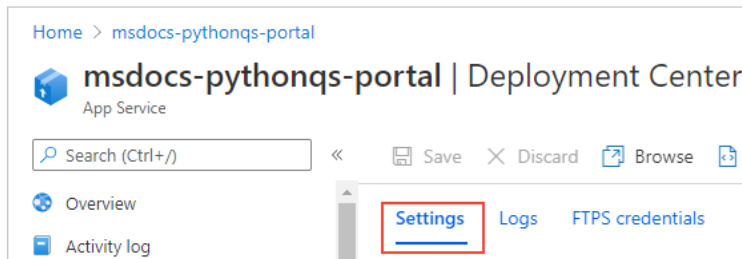 Home > msdocs-pythonqs-portal
msdocs-pythonqs-portal | Deployment Center
App Service
Search (Ctrl+/) « Save Discard Browse
Overview
Settings Logs FTPS credentials
Activity log